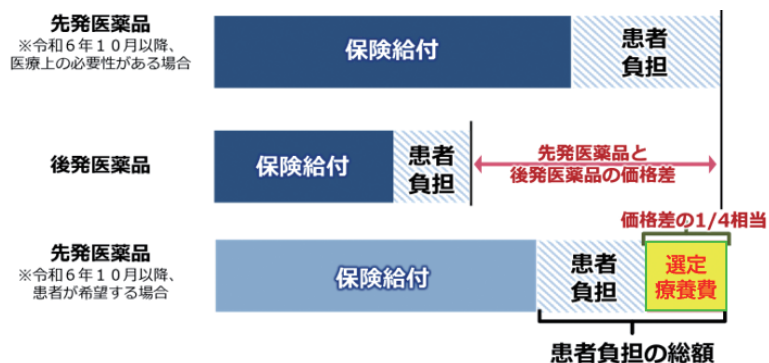 先発医薬品
※令和６年１０月以降、
医療上の必要性がある場合
保険給付
患者
負担
後発医薬品
保険給付
患者
負担
先発医薬品と
後発医薬品の価格差
価格差の1/4相当
先発医薬品
※令和６年１０月以降、
患者が希望する場合
保険給付
患者
負担
選定
療養費
患者負担の総額